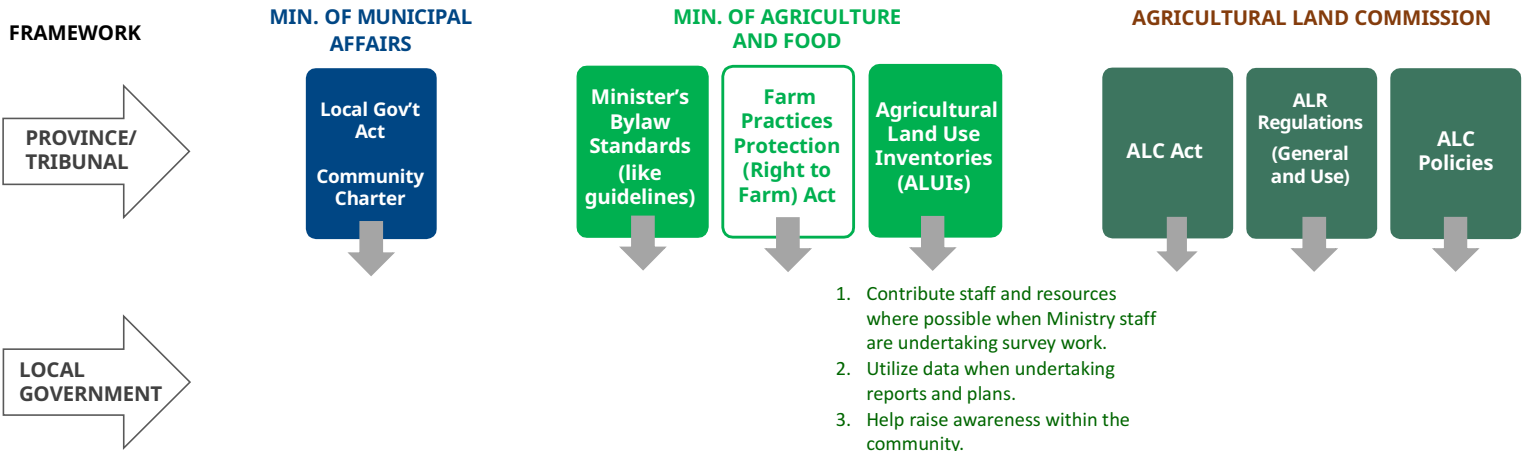 FRAMEWORK
MIN. OF MUNICIPAL
AFFAIRS
MIN. OF AGRICULTURE
AND FOOD
AGRICULTURAL LAND COMMISSION
PROVINCE/
TRIBUNAL
Local Gov't
Act
Community
Charter
Minister's
Bylaw
Standards
(like
guidelines)
Farm
Practices
Protection
(Right to
Farm) Act
Agricultural
Land Use
Inventories
(ALUIs)
ALC Act
ALR
Regulations
(General
and Use)
ALC
Policies
LOCAL
GOVERNMENT
1. Contribute staff and resources
where possible when Ministry staff
are undertaking survey work.
2. Utilize data when undertaking
reports and plans.
3. Help raise awareness within the
community.